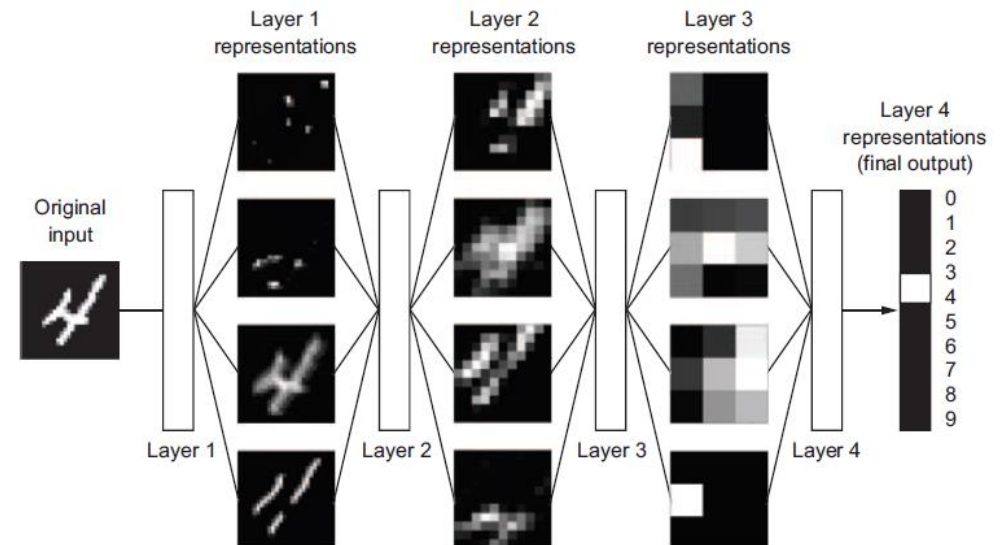 Layer 1
representations
Layer 2
representations
Layer 3
representations
Layer 4
representations
(final output)
Original
input
0
1
2
3
4
5
6
7
8
9
Layer 1
Layer 2
Layer 3
Layer 4